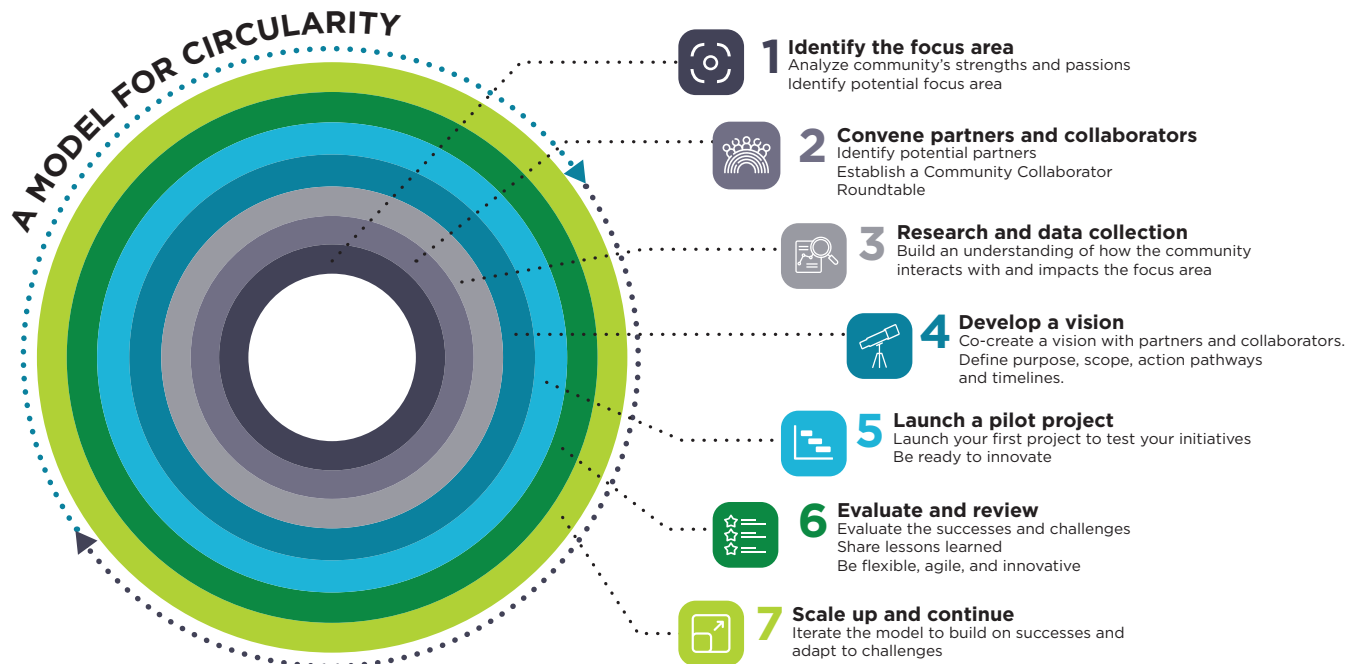 A MODEL FOR CIRCULARITY
1 Identify the focus area
Analyze community's strengths and passions
Identify potential focus area
2 Convene partners and collaborators
Identify potential partners
Establish a Community Collaborator
Roundtable
3 Research and data collection
Build an understanding of how the community
interacts with and impacts the focus area
4 Develop a vision
Co-create a vision with partners and collaborators.
Define purpose, scope, action pathways
and timelines.
5 Launch a pilot project
Launch your first project to test your initiatives
Be ready to innovate
6 Evaluate and review
Evaluate the successes and challenges
Share lessons learned
Be flexible, agile, and innovative
7 Scale up and continue
Iterate the model to build on successes and
adapt to challenges